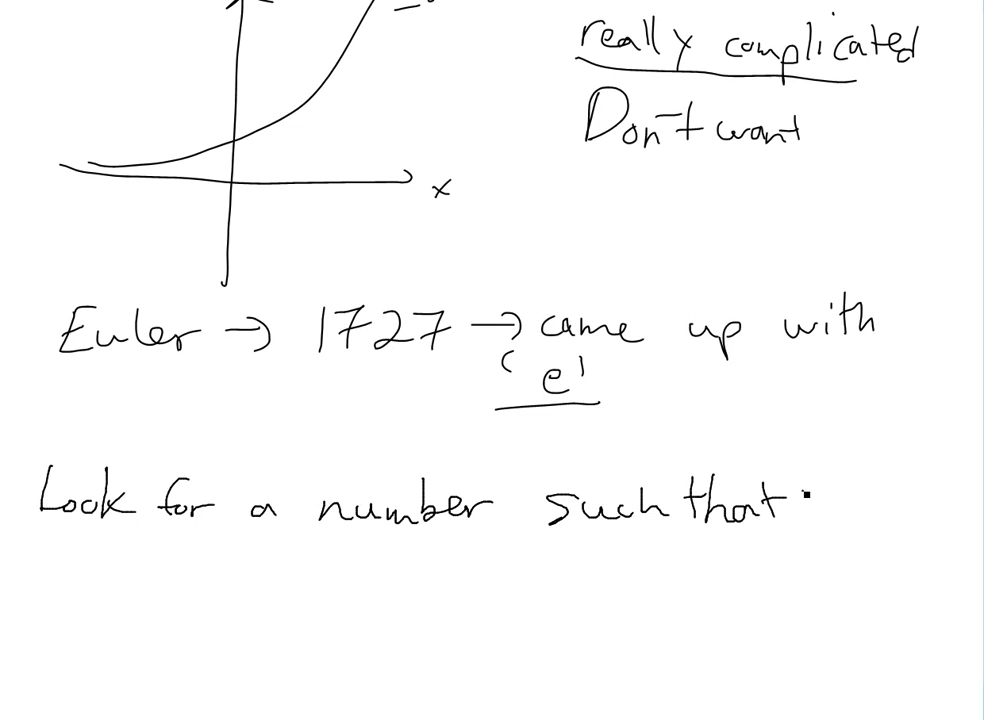 really complicated
Don't want
x
Euler → 1727 → came up with
'e'
Look for a number such that